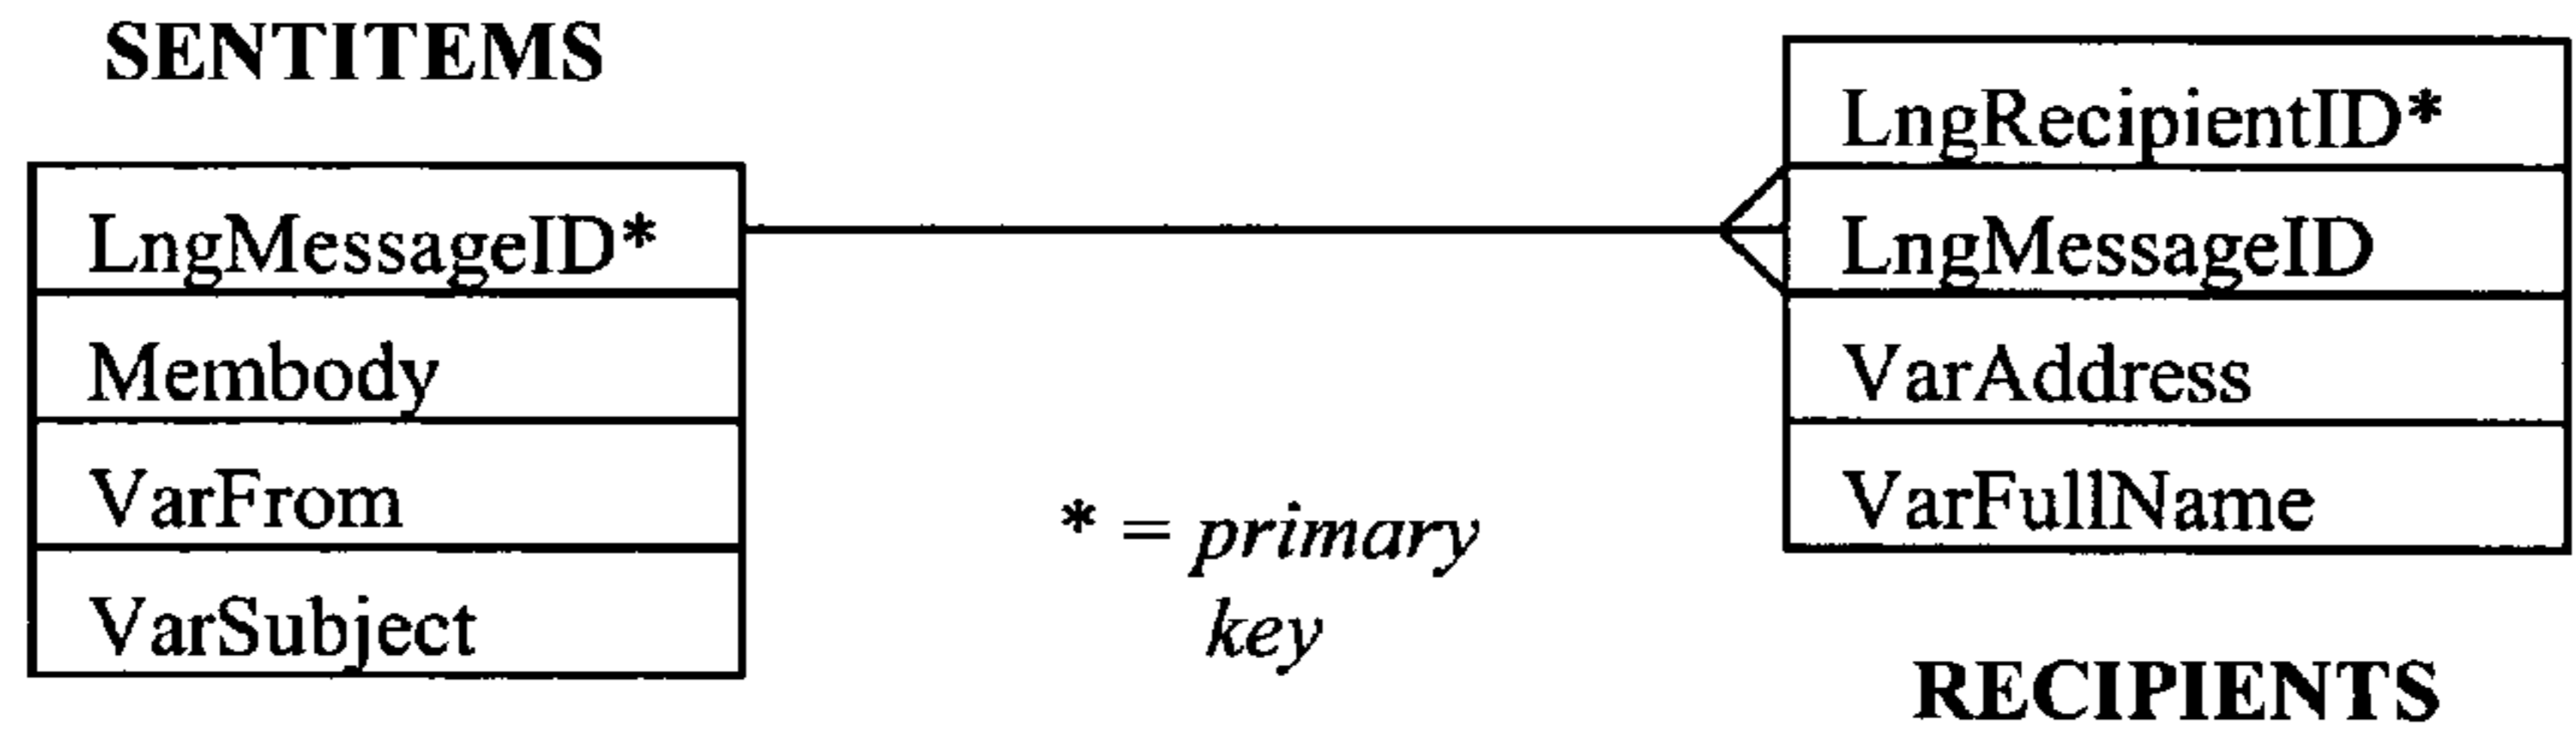 SENTITEMS
LngMessageID*
Membody
VarFrom
VarSubject
* = primary
key
LngRecipientID*
LngMessageID
VarAddress
VarFullName
RECIPIENTS